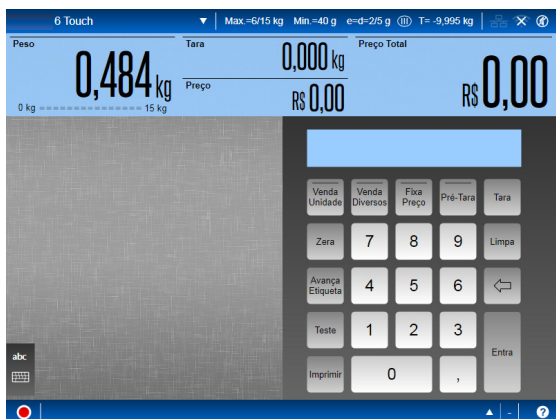 6 Touch
Max.=6/15 kg Min.=40 g e=d=2/5 g III T= -9,995 kg
Peso
0,484 kg
0 kg 15 kg
Tara
0,000 kg
Preço
R$ 0,00
Preço Total
R$ 0,00
Venda Unidade
Venda Diversos
Fixa Preço
Pré-Tara
Tara
Zera
7
8
9
Limpa
Avança Etiqueta
4
5
6
Teste
1
2
3
Entra
Imprimir
0
,
abc
-
?